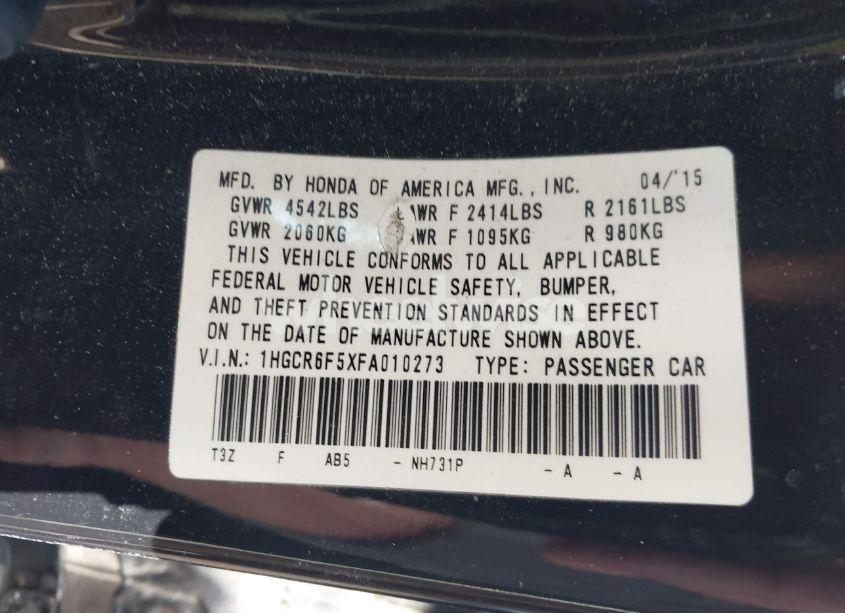 MFD. BY HONDA OF AMERICA MFG., INC. 04/'15
GVWR 4542LBS WR F 2414LBS R 2161LBS
GVWR 2060KG WR F 1095KG R 980KG
THIS VEHICLE CONFORMS TO ALL APPLICABLE
FEDERAL MOTOR VEHICLE SAFETY, BUMPER,
AND THEFT PREVENTION STANDARDS IN EFFECT
ON THE DATE OF MANUFACTURE SHOWN ABOVE.
V.I.N.: 1HGCR6F5XFA010273 TYPE: PASSENGER CAR
T3Z F AB5 - NH731P - A - A